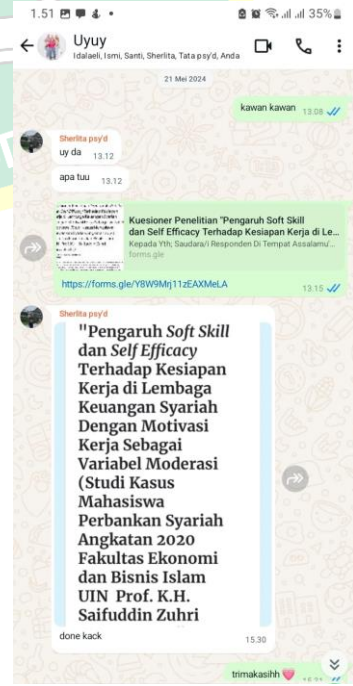 1.51
35%
Uyuy
Idalaeli, Ismi, Santi, Sherlita, Tata psy'd, Anda
21 Mei 2024
kawan kawan 13.08
Sherlita psy'd
uy da 13.12
apa tuu 13.12
Kuesioner Penelitian "Pengaruh Soft Skill
dan Self Efficacy Terhadap Kesiapan Kerja di Le...
Kepada Yth; Saudara/i Responden Di Tempat Assalamu'...
forms.gle
https://forms.gle/Y8W9Mrj11zEAXMeLA 13.15
Sherlita psy'd
"Pengaruh Soft Skill
dan Self Efficacy
Terhadap Kesiapan
Kerja di Lembaga
Keuangan Syariah
Dengan Motivasi
Kerja Sebagai
Variabel Moderasi
(Studi Kasus
Mahasiswa
Perbankan Syariah
Angkatan 2020
Fakultas Ekonomi
dan Bisnis Islam
UIN Prof. K.H.
Saifuddin Zuhri
done kack 15.30
trimakasihh